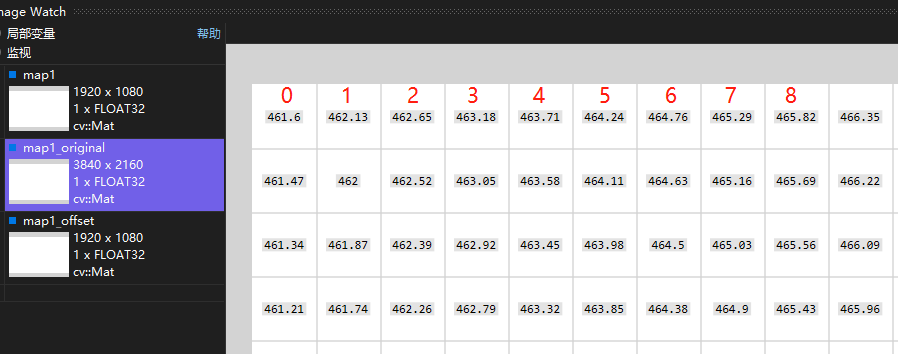 mage Watch
局部变量 帮助
监视
map1
1920 x 1080
1 x FLOAT32
cv::Mat
map1_original
3840 x 2160
1 x FLOAT32
cv::Mat
map1_offset
1920 x 1080
1 x FLOAT32
cv::Mat
0 1 2 3 4 5 6 7 8
461.6 462.13 462.65 463.18 463.71 464.24 464.76 465.29 465.82 466.35
461.47 462 462.52 463.05 463.58 464.11 464.63 465.16 465.69 466.22
461.34 461.87 462.39 462.92 463.45 463.98 464.5 465.03 465.56 466.09
461.21 461.74 462.26 462.79 463.32 463.85 464.38 464.9 465.43 465.96